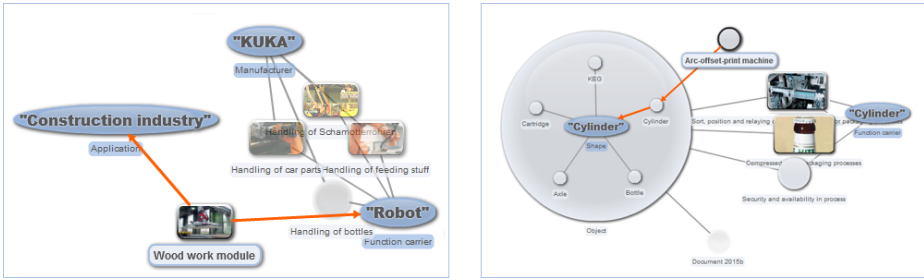 "KUKA"
Manufacturer
"Construction industry"
Application
Handling of Schamotterrohren
Handling of car parts
Handling of feeding stuff
"Robot"
Function carrier
Handling of bottles
Wood work module
Arc-offset-print machine
KEG
Cartridge
"Cylinder"
Shape
Cylinder
Axle
Bottle
Object
"Cylinder"
Function carrier
Sort, position and relaying
Compressed
packaging processes
Security and availability in process
Document 2015b